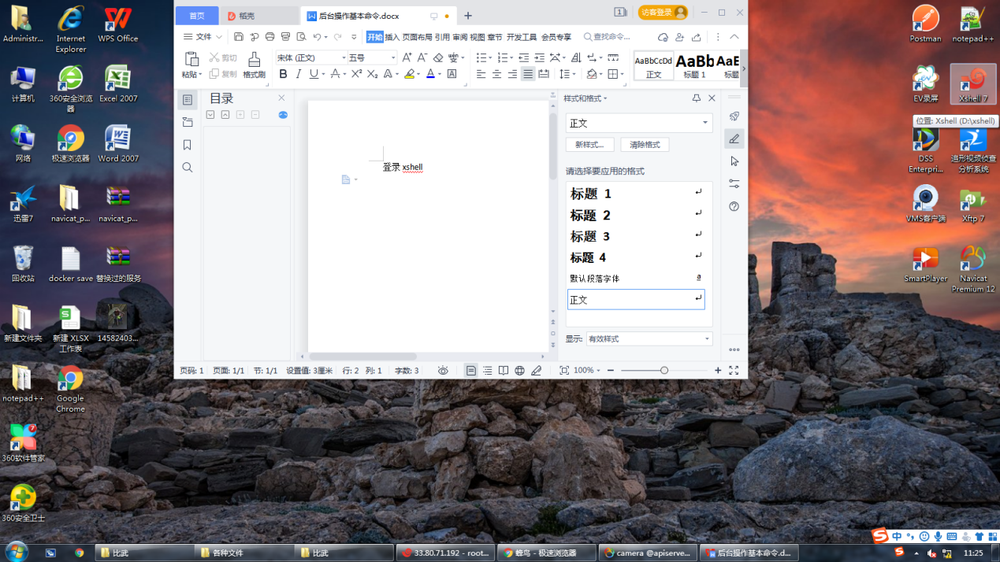 Administr...
Internet
Explorer
WPS Office
计算机
360安全浏览
器
Excel 2007
网络
极速浏览器
Word 2007
迅雷7
navicat_p...
navicat_p...
回收站
docker save
替换过的服务
新建文件夹
新建 XLSX
工作表
14582403...
notepad++
Google
Chrome
360软件管家
360安全卫士
首页
稻壳
后台操作基本命令.docx
访客登录
文件
开始 插入 页面布局 引用 审阅 视图 章节 开发工具 会员专享
查找命令...
粘贴
剪切
复制
格式刷
宋体 (正文)
五号
AaBbCcDd
正文
AaBb
标题 1
AaE
标题
目录
登录 xshell
样式和格式
正文
新样式...
清除格式
请选择要应用的格式
标题 1
标题 2
标题 3
标题 4
默认段落字体
正文
显示:
有效样式
页码: 1 页面: 1/1 节: 1/1 设置值: 3厘米 行: 2 列: 1 字数: 3
100%
Postman
notepad++
EV录屏
Xshell 7
位置: Xshell (D:\xshell)
DSS
Enterpri...
遁形视频侦查
分析系统
VMS客户端
Xftp 7
SmartPlayer
Navicat
Premium 12
中
比武
各种文件
比武
33.80.71.192 - root...
蜂鸟 - 极速浏览器
camera @apiserve...
后台操作基本命令.d...
11:25